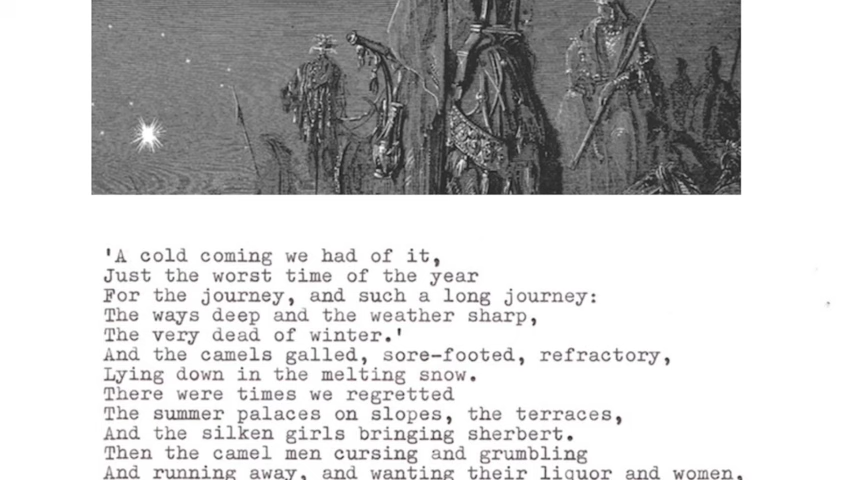 'A cold coming we had of it,
Just the worst time of the year
For the journey, and such a long journey:
The ways deep and the weather sharp,
The very dead of winter.'
And the camels galled, sore-footed, refractory,
Lying down in the melting snow.
There were times we regretted
The summer palaces on slopes, the terraces,
And the silken girls bringing sherbert.
Then the camel men cursing and grumbling
And running away, and wanting their liquor and women,